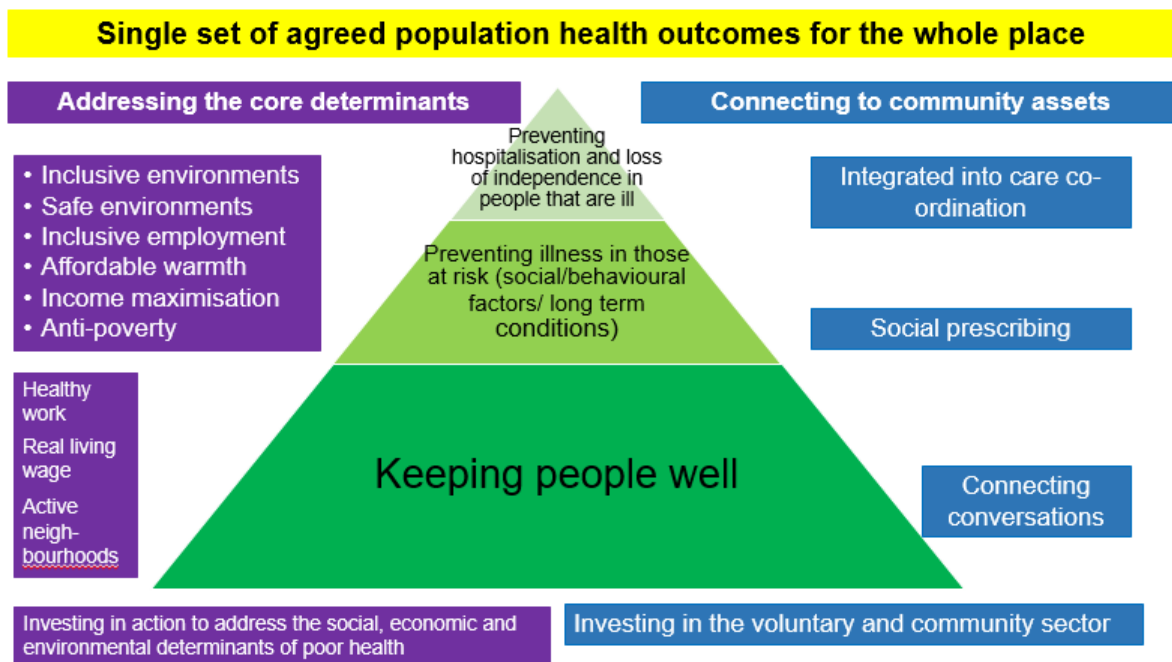 Single set of agreed population health outcomes for the whole place
Addressing the core determinants
Connecting to community assets
• Inclusive environments
• Safe environments
• Inclusive employment
• Affordable warmth
• Income maximisation
• Anti-poverty
Healthy
work
Real living
wage
Active
neigh-
bourhoods
Preventing
hospitalisation and loss
of independence in
people that are ill
Preventing illness in those
at risk (social/behavioural
factors/ long term
conditions)
Keeping people well
Integrated into care co-
ordination
Social prescribing
Connecting
conversations
Investing in action to address the social, economic and
environmental determinants of poor health
Investing in the voluntary and community sector